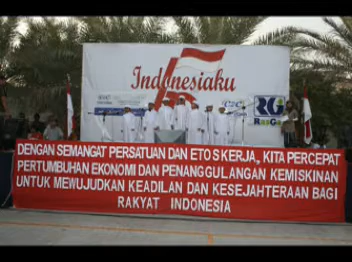 Indonesiaku
RasGas
DENGAN SEMANGAT PERSATUAN DAN ETOS KERJA, KITA PERCEPAT
PERTUMBUHAN EKONOMI DAN PENANGGULANGAN KEMISKINAN
UNTUK MEWUJUDKAN KEADILAN DAN KESEJAHTERAAN BAGI
RAKYAT INDONESIA